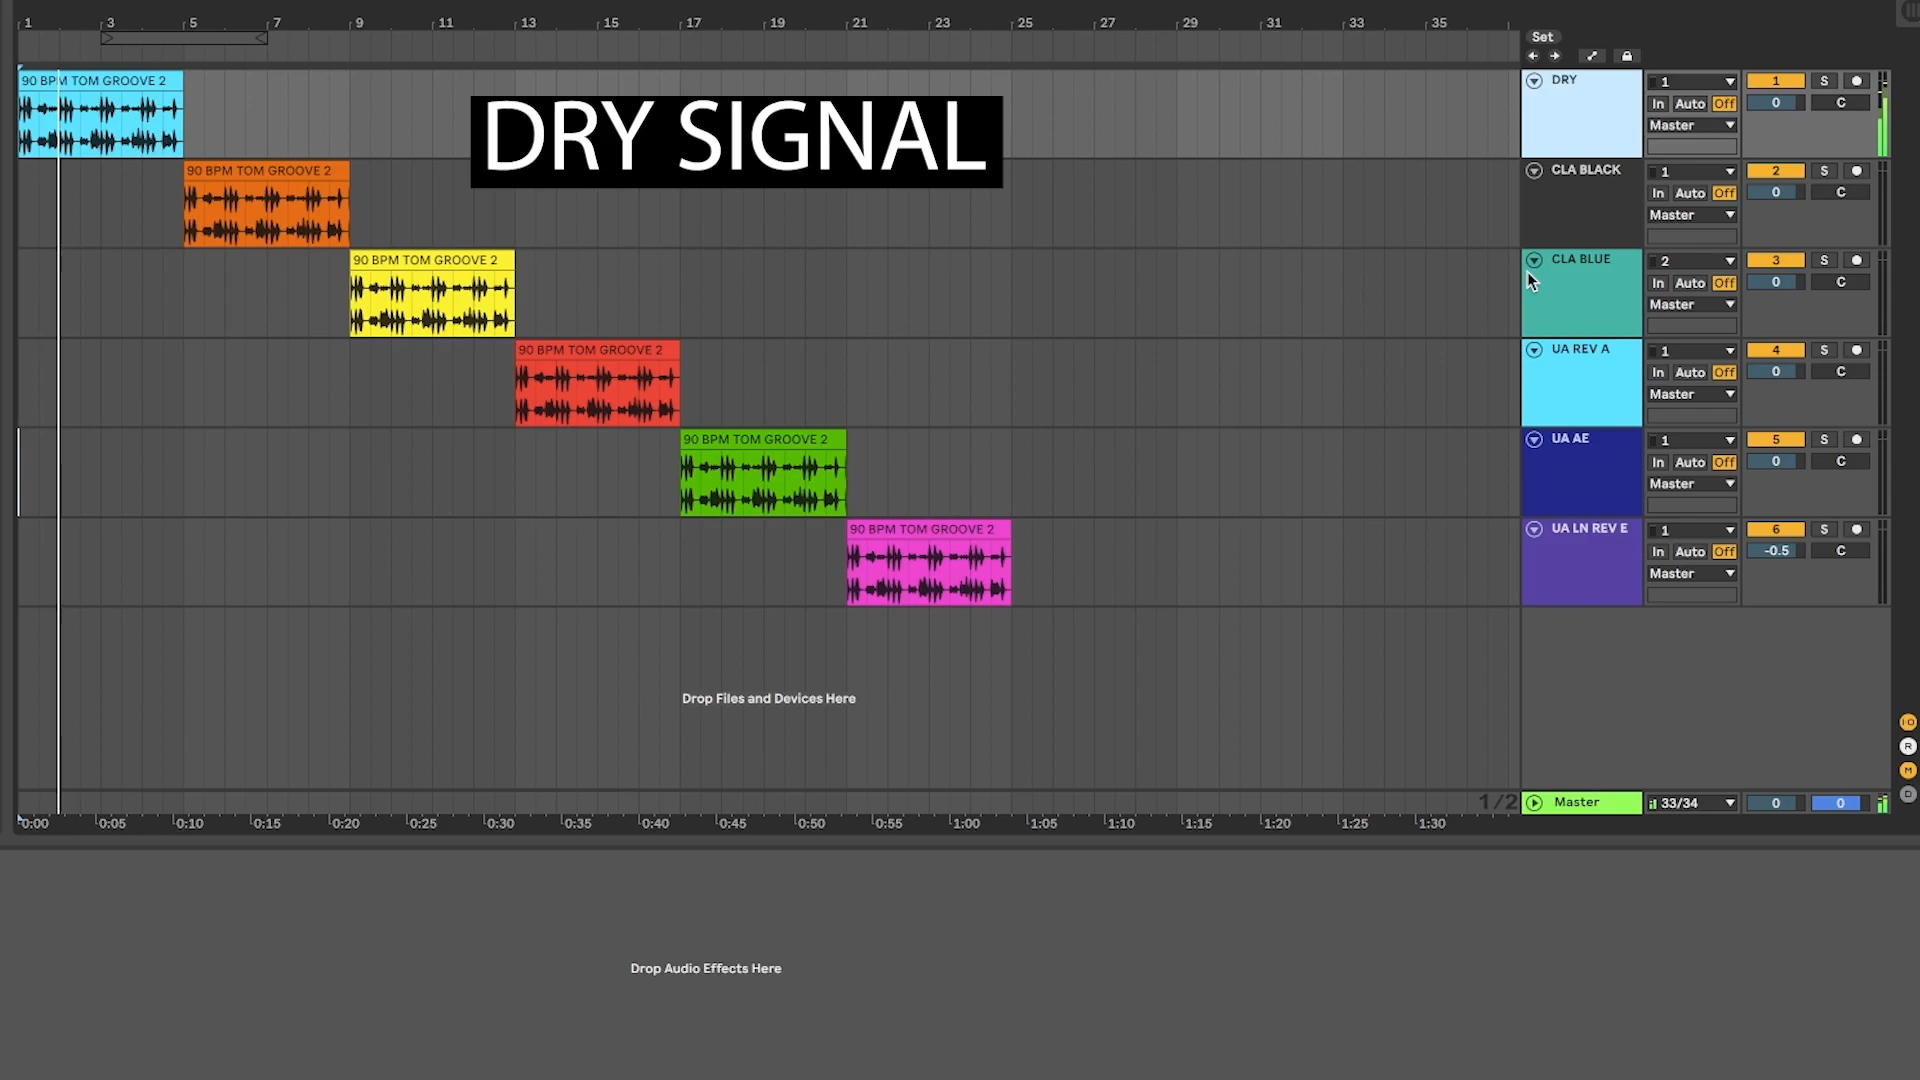 1 3 5 7 9 11 13 15 17 19 21 23 25 27 29 31 33 35
Set
90 BPM TOM GROOVE 2
DRY SIGNAL
DRY 1 1 S
In Auto Off 0 C
Master
90 BPM TOM GROOVE 2
CLA BLACK 1 2 S
In Auto Off 0 C
Master
90 BPM TOM GROOVE 2
CLA BLUE 2 3 S
In Auto Off 0 C
Master
90 BPM TOM GROOVE 2
UA REV A 1 4 S
In Auto Off 0 C
Master
90 BPM TOM GROOVE 2
UA AE 1 5 S
In Auto Off 0 C
Master
90 BPM TOM GROOVE 2
UA LN REV E 1 6 S
In Auto Off -0.5 C
Master
Drop Files and Devices Here
I·O
R
M
D
1/2 Master 33/34 0 0
0:00 0:05 0:10 0:15 0:20 0:25 0:30 0:35 0:40 0:45 0:50 0:55 1:00 1:05 1:10 1:15 1:20 1:25 1:30
Drop Audio Effects Here